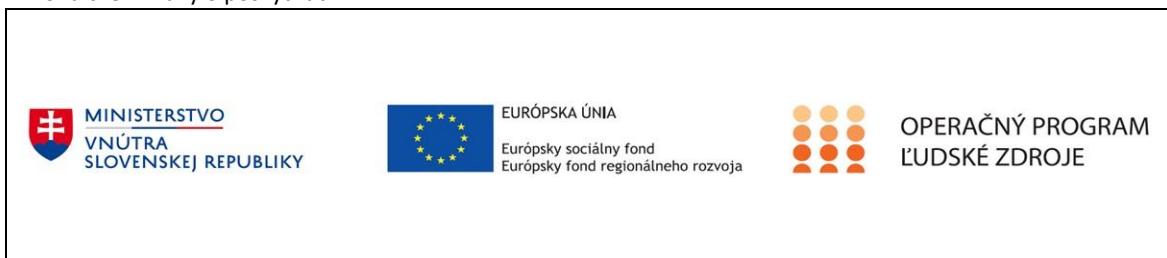 MINISTERSTVO
VNÚTRA
SLOVENSKEJ REPUBLIKY
EURÓPSKA ÚNIA
Európsky sociálny fond
Európsky fond regionálneho rozvoja
OPERAČNÝ PROGRAM
ĽUDSKÉ ZDROJE